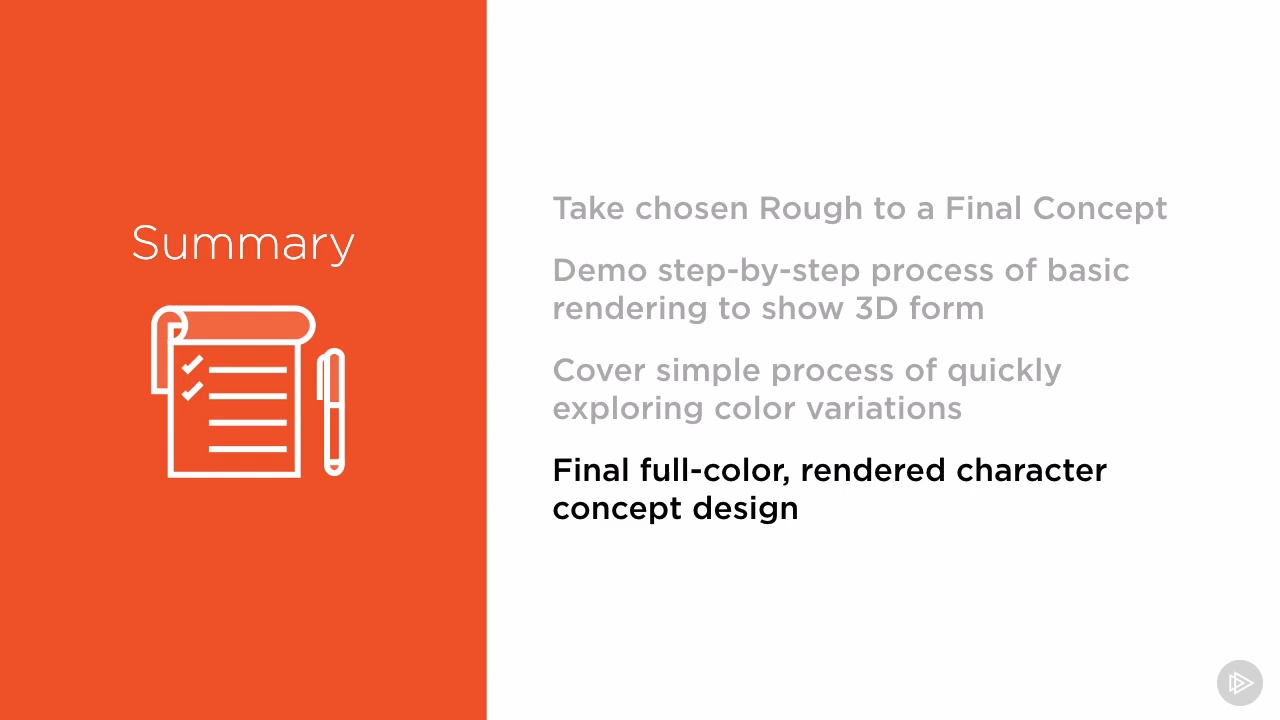 Summary
Take chosen Rough to a Final Concept
Demo step-by-step process of basic
rendering to show 3D form
Cover simple process of quickly
exploring color variations
Final full-color, rendered character
concept design